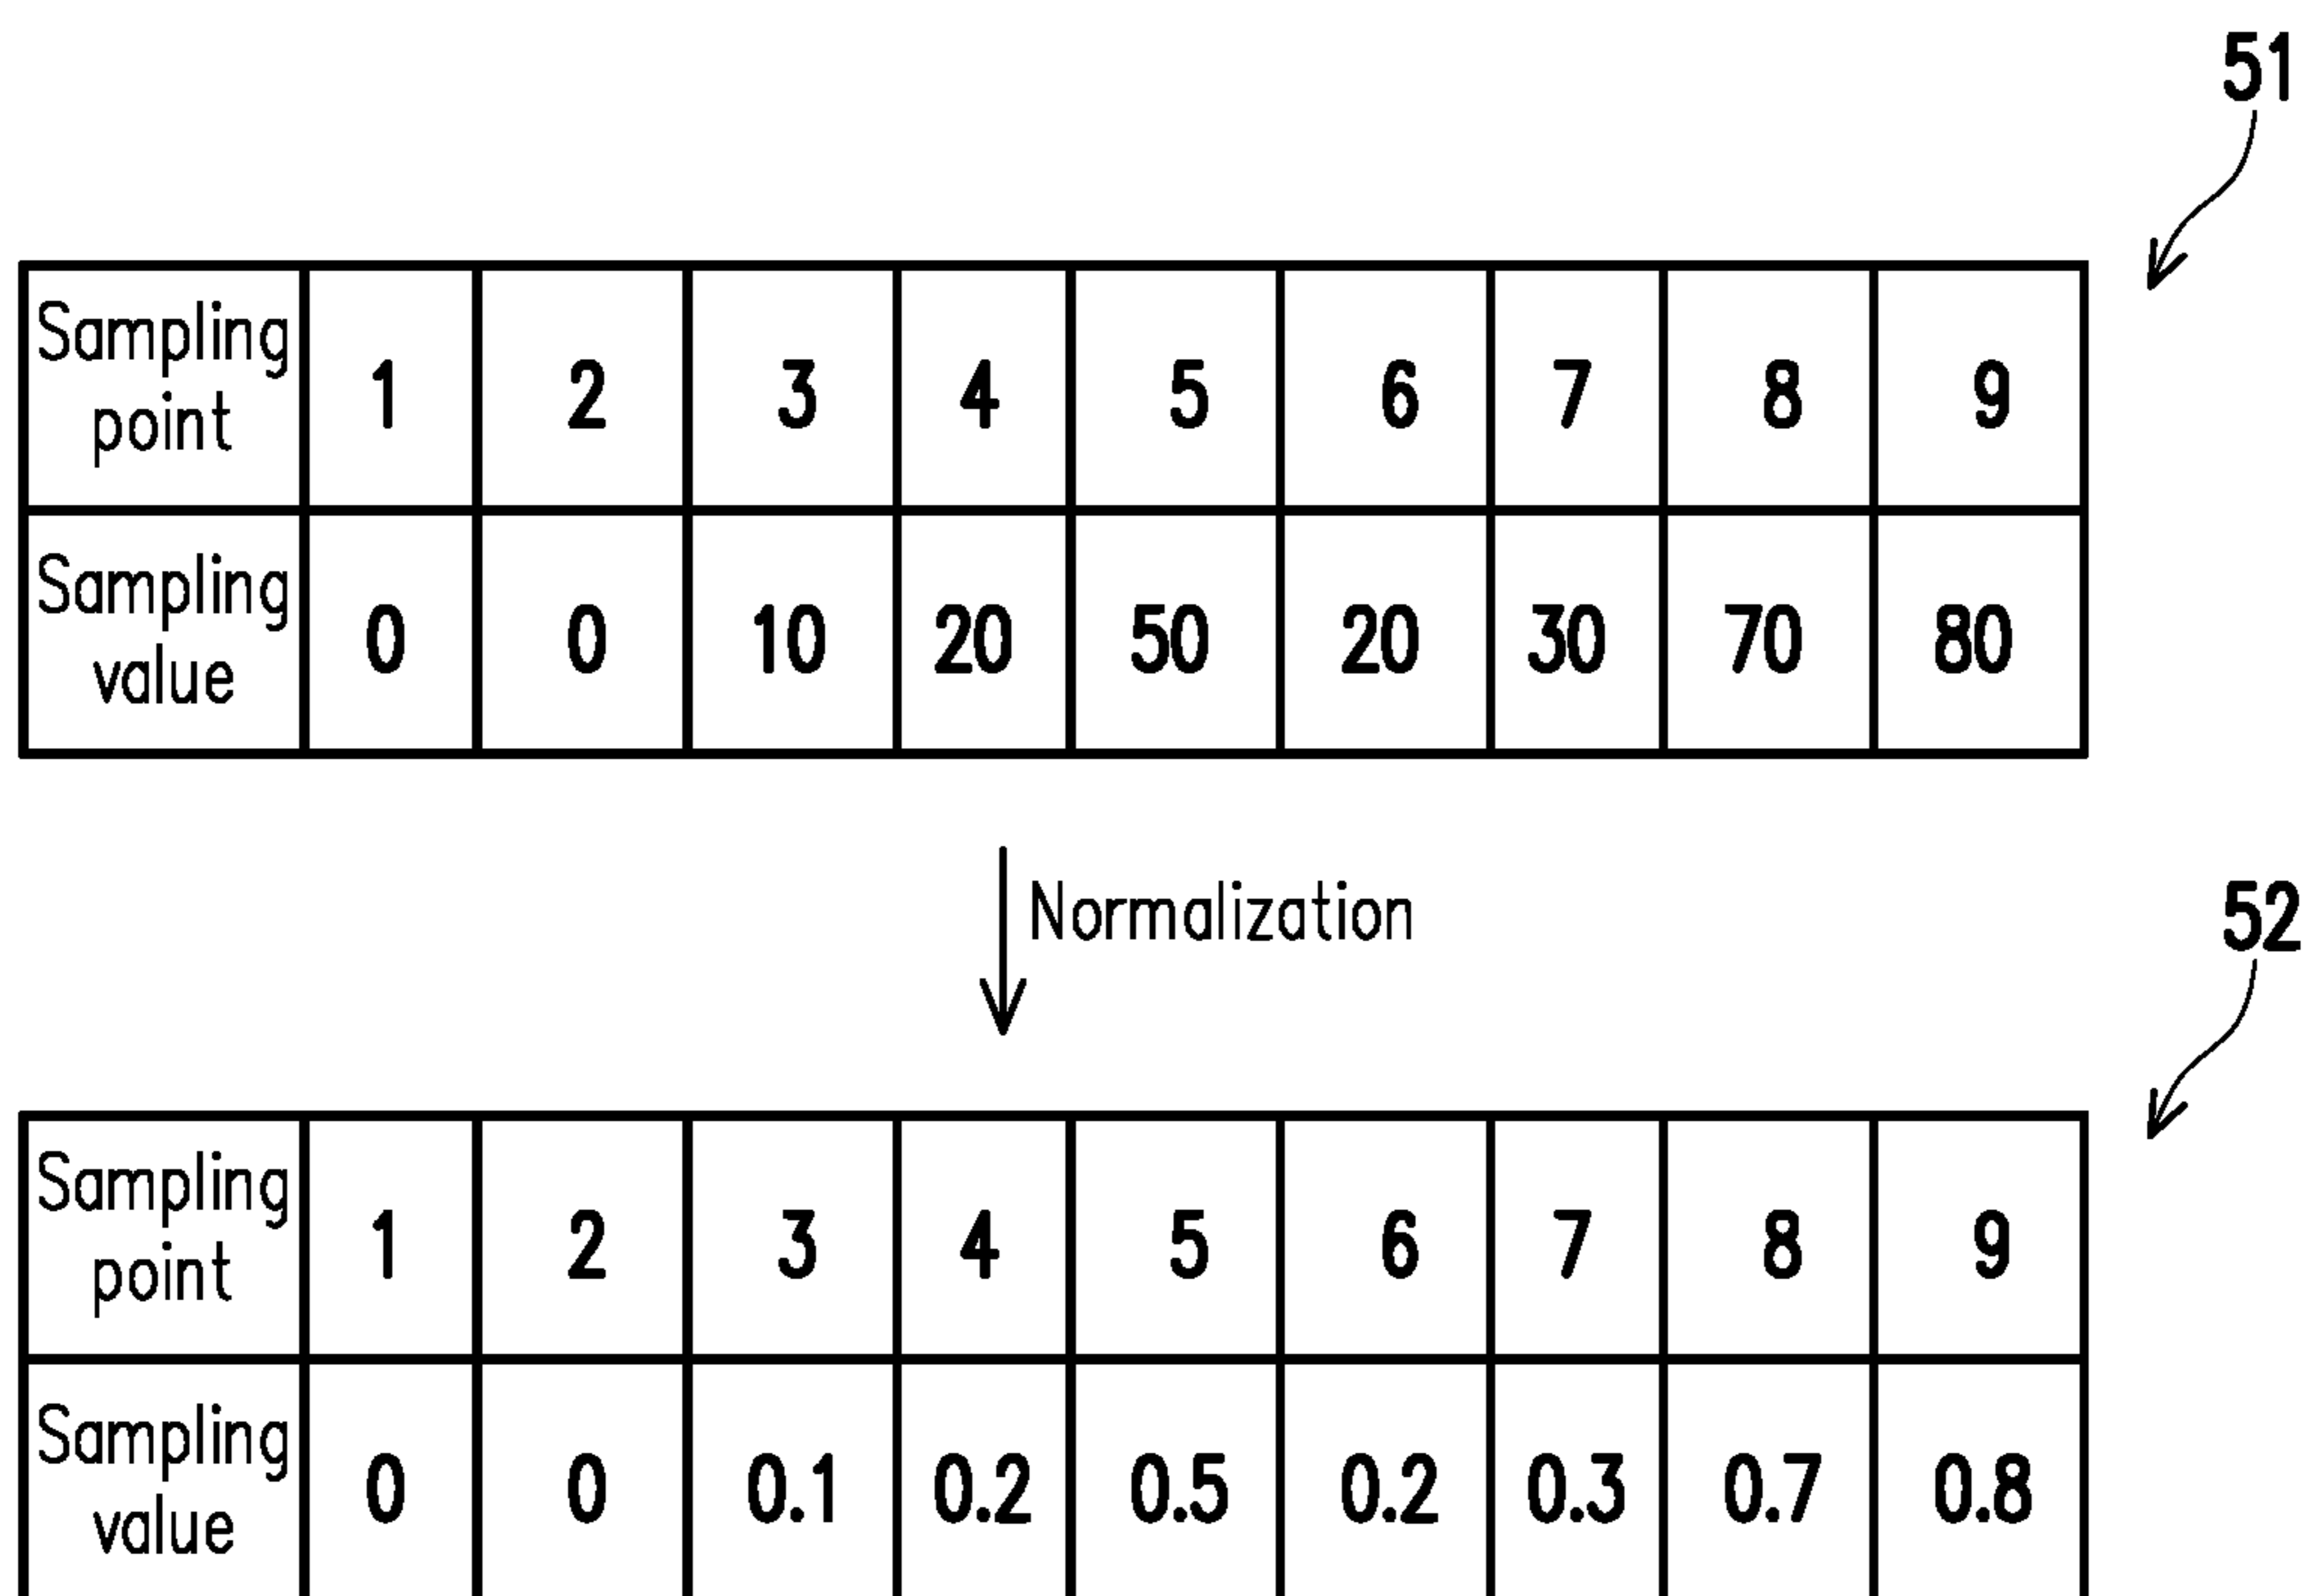 51
Sampling point 1 2 3 4 5 6 7 8 9
Sampling value 0 0 10 20 50 20 30 70 80
Normalization
52
Sampling point 1 2 3 4 5 6 7 8 9
Sampling value 0 0 0.1 0.2 0.5 0.2 0.3 0.7 0.8